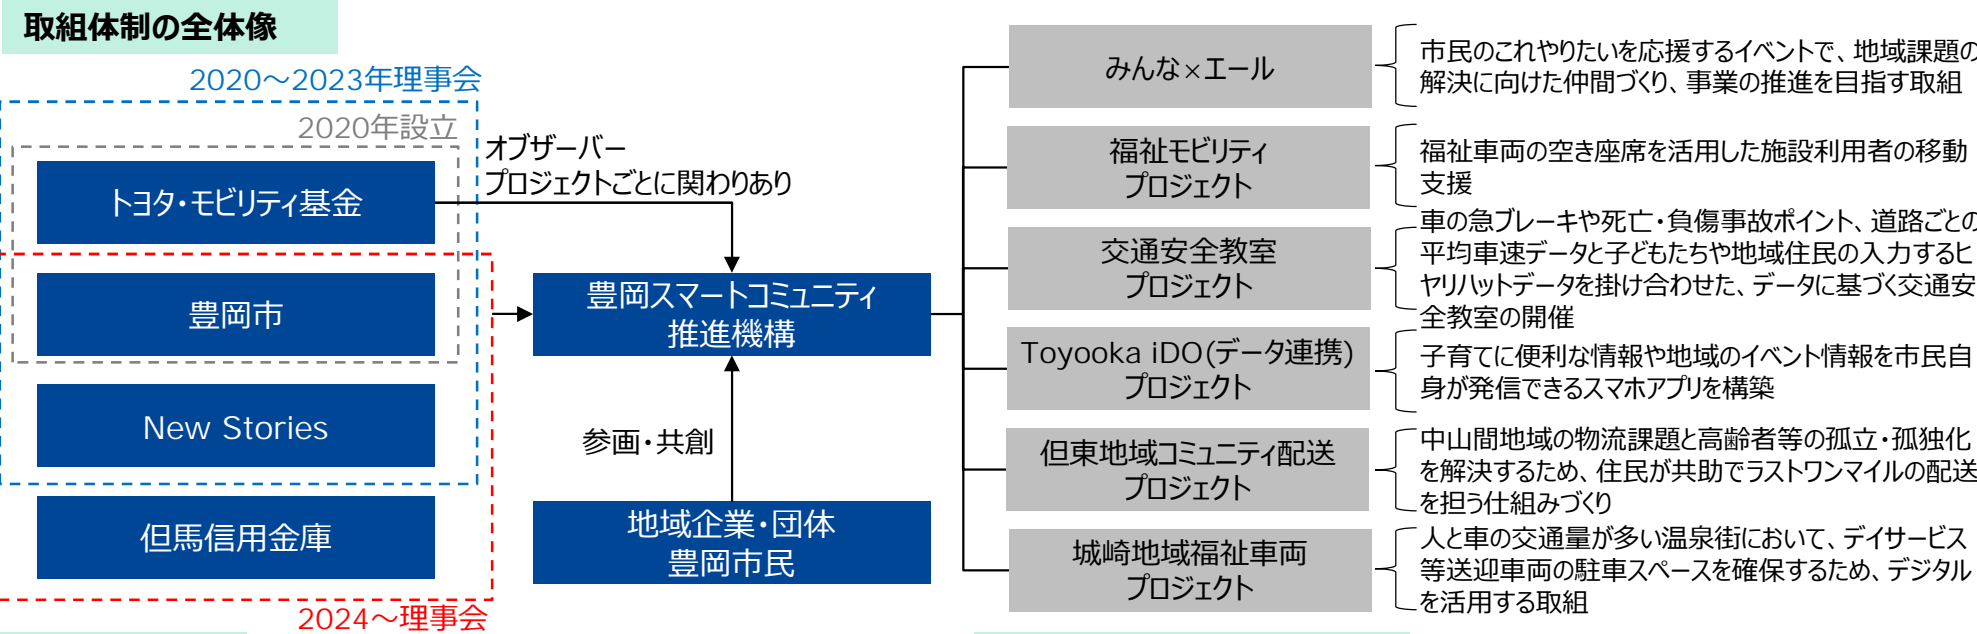 取組体制の全体像
2020～2023年理事会
2020年設立
トヨタ・モビリティ基金
豊岡市
New Stories
但馬信用金庫
2024～理事会
オブザーバー
プロジェクトごとに関わりあり
豊岡スマートコミュニティ
推進機構
参画・共創
地域企業・団体
豊岡市民
みんな×エール
市民のこれやりたいを応援するイベントで、地域課題の
解決に向けた仲間づくり、事業の推進を目指す取組
福祉モビリティ
プロジェクト
福祉車両の空き座席を活用した施設利用者の移動
支援
交通安全教室
プロジェクト
車の急ブレーキや死亡・負傷事故ポイント、道路ごとの
平均車速データと子どもたちや地域住民の入力するヒ
ヤリハットデータを掛け合わせた、データに基づく交通安
全教室の開催
Toyooka iDO(データ連携)
プロジェクト
子育てに便利な情報や地域のイベント情報を市民自
身が発信できるスマホアプリを構築
但東地域コミュニティ配送
プロジェクト
中山間地域の物流課題と高齢者等の孤立・孤独化
を解決するため、住民が共助でラストワンマイルの配送
を担う仕組みづくり
城崎地域福祉車両
プロジェクト
人と車の交通量が多い温泉街において、デイサービス
等送迎車両の駐車スペースを確保するため、デジタル
を活用する取組